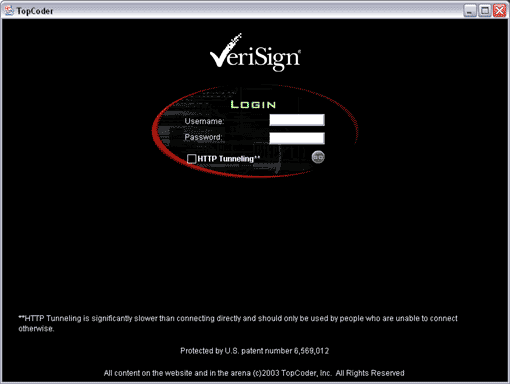 TopCoder
VeriSign®
LOGIN
Username:
Password:
HTTP Tunneling**
GO
**HTTP Tunneling is significantly slower than connecting directly and should only be used by people who are unable to connect
otherwise.
Protected by U.S. patent number 6,569,012
All content on the website and in the arena (c)2003 TopCoder, Inc. All Rights Reserved